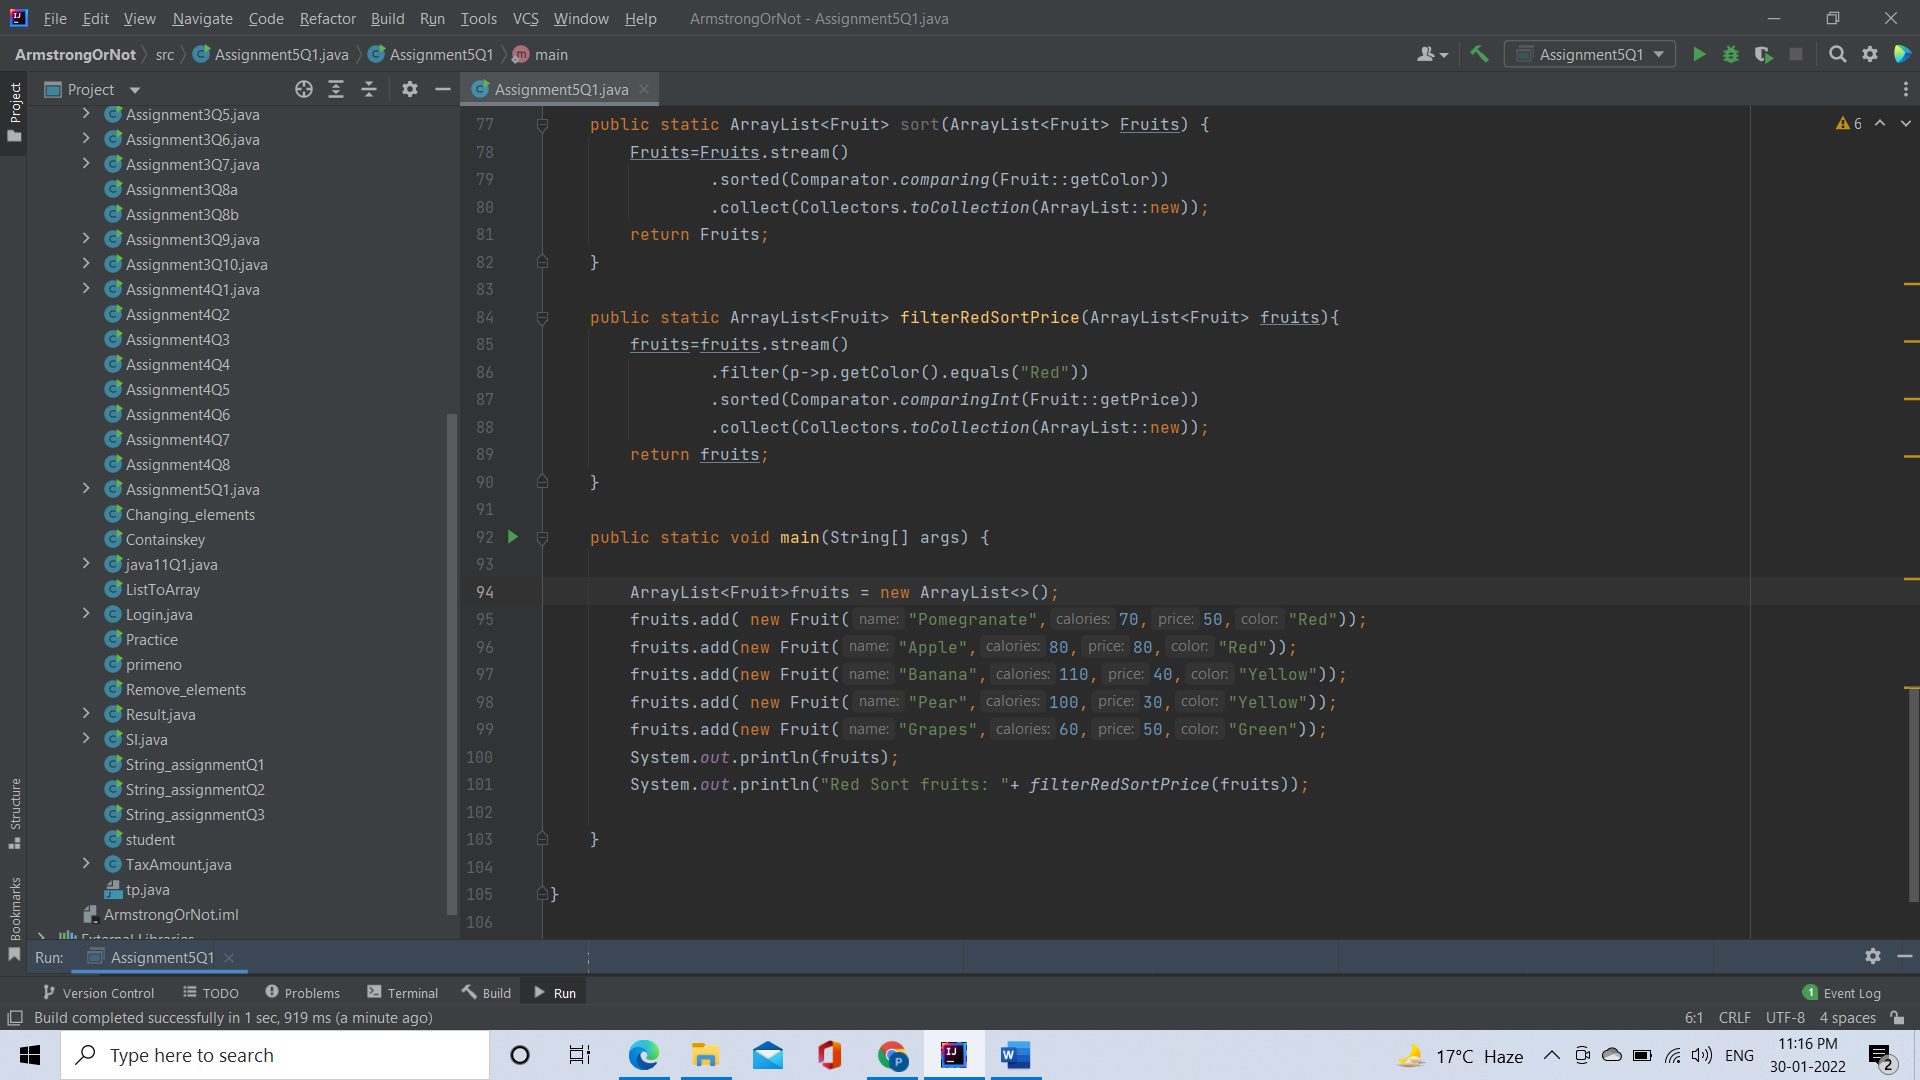 File Edit View Navigate Code Refactor Build Run Tools VCS Window Help ArmstrongOrNot - Assignment5Q1.java
ArmstrongOrNot src Assignment5Q1.java Assignment5Q1 main Assignment5Q1
Project
Project
Assignment5Q1.java
Assignment3Q5.java
Assignment3Q6.java
Assignment3Q7.java
Assignment3Q8a
Assignment3Q8b
Assignment3Q9.java
Assignment3Q10.java
Assignment4Q1.java
Assignment4Q2
Assignment4Q3
Assignment4Q4
Assignment4Q5
Assignment4Q6
Assignment4Q7
Assignment4Q8
Assignment5Q1.java
Changing_elements
Containskey
java11Q1.java
ListToArray
Login.java
Practice
primeno
Remove_elements
Result.java
SI.java
String_assignmentQ1
String_assignmentQ2
String_assignmentQ3
student
TaxAmount.java
tp.java
ArmstrongOrNot.iml
External Libraries
Structure
Bookmarks
6
77 public static ArrayList<Fruit> sort(ArrayList<Fruit> Fruits) {
78 Fruits=Fruits.stream()
79 .sorted(Comparator.comparing(Fruit::getColor))
80 .collect(Collectors.toCollection(ArrayList::new));
81 return Fruits;
82 }
83
84 public static ArrayList<Fruit> filterRedSortPrice(ArrayList<Fruit> fruits){
85 fruits=fruits.stream()
86 .filter(p->p.getColor().equals("Red"))
87 .sorted(Comparator.comparingInt(Fruit::getPrice))
88 .collect(Collectors.toCollection(ArrayList::new));
89 return fruits;
90 }
91
92 public static void main(String[] args) {
93
94 ArrayList<Fruit>fruits = new ArrayList<>();
95 fruits.add( new Fruit( name: "Pomegranate", calories: 70, price: 50, color: "Red"));
96 fruits.add(new Fruit( name: "Apple", calories: 80, price: 80, color: "Red"));
97 fruits.add(new Fruit( name: "Banana", calories: 110, price: 40, color: "Yellow"));
98 fruits.add( new Fruit( name: "Pear", calories: 100, price: 30, color: "Yellow"));
99 fruits.add(new Fruit( name: "Grapes", calories: 60, price: 50, color: "Green"));
100 System.out.println(fruits);
101 System.out.println("Red Sort fruits: "+ filterRedSortPrice(fruits));
102
103 }
104
105 }
106
Run: Assignment5Q1
Version Control TODO Problems Terminal Build Run 1 Event Log
Build completed successfully in 1 sec, 919 ms (a minute ago) 6:1 CRLF UTF-8 4 spaces
Type here to search 17°C Haze ENG 11:16 PM
30-01-2022 2